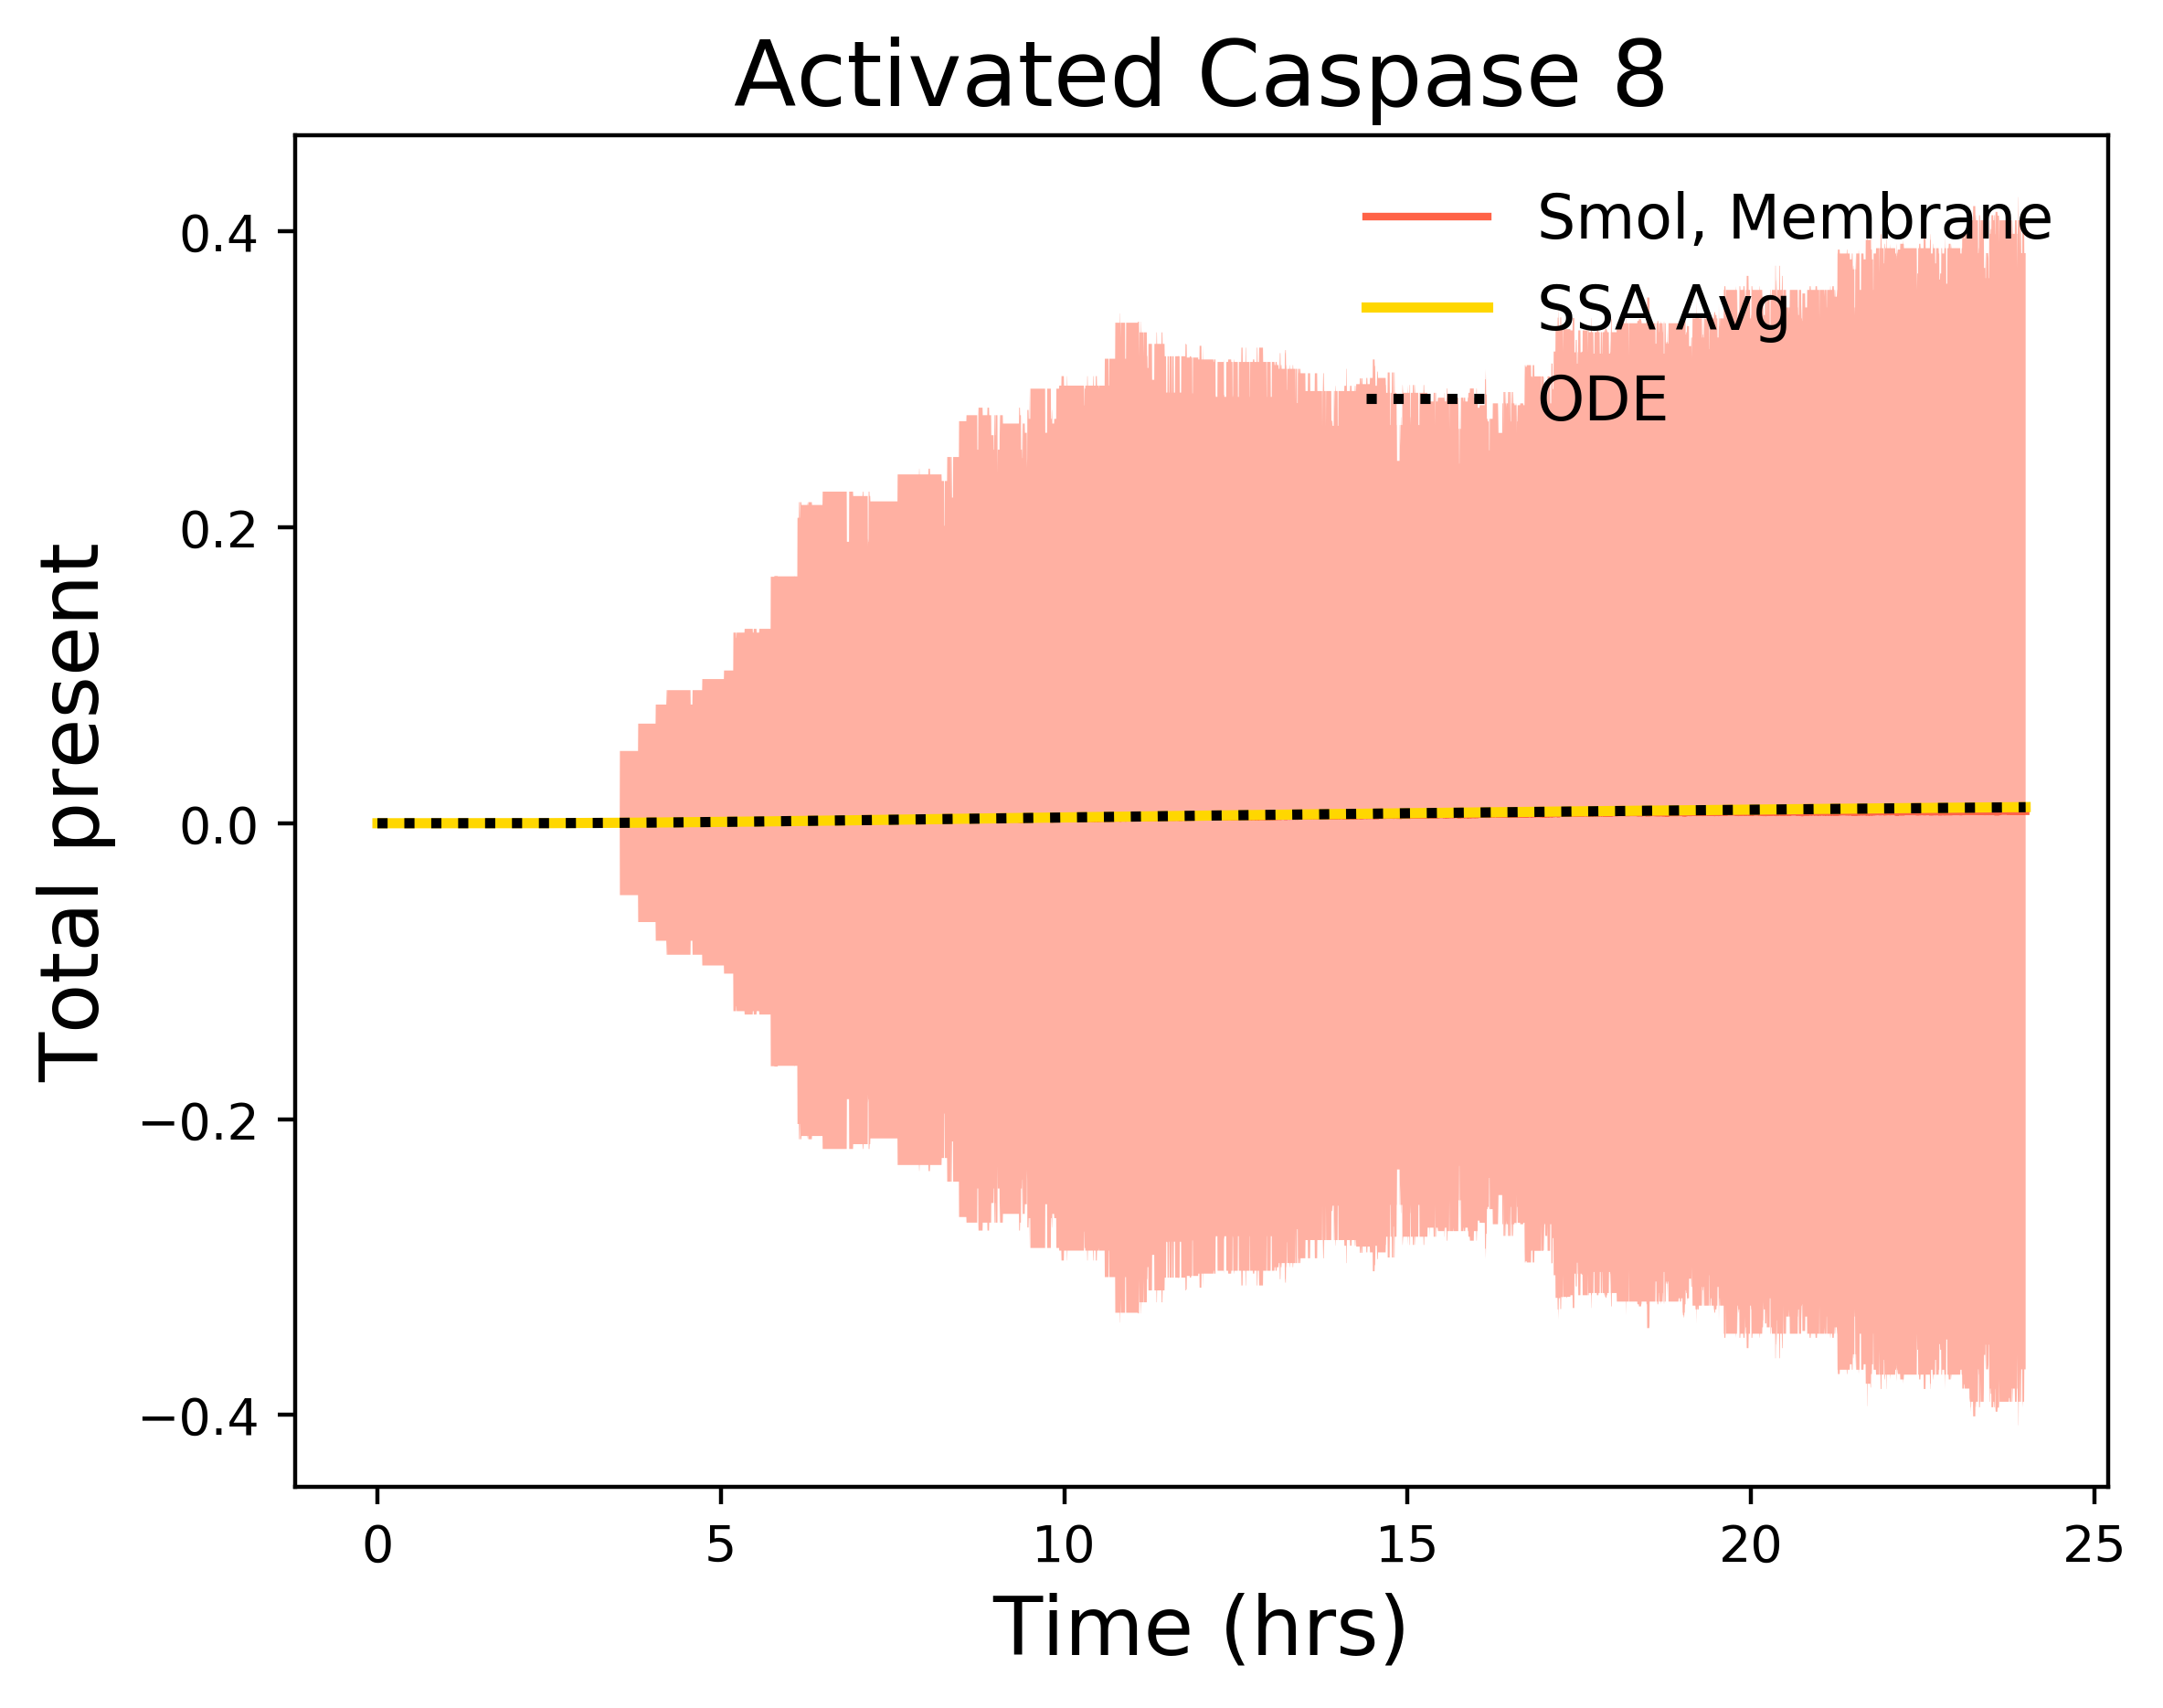 Activated Caspase 8
Smol, Membrane
SSA Avg
ODE
Total present
0.4
0.2
0.0
−0.2
−0.4
0 5 10 15 20 25
Time (hrs)